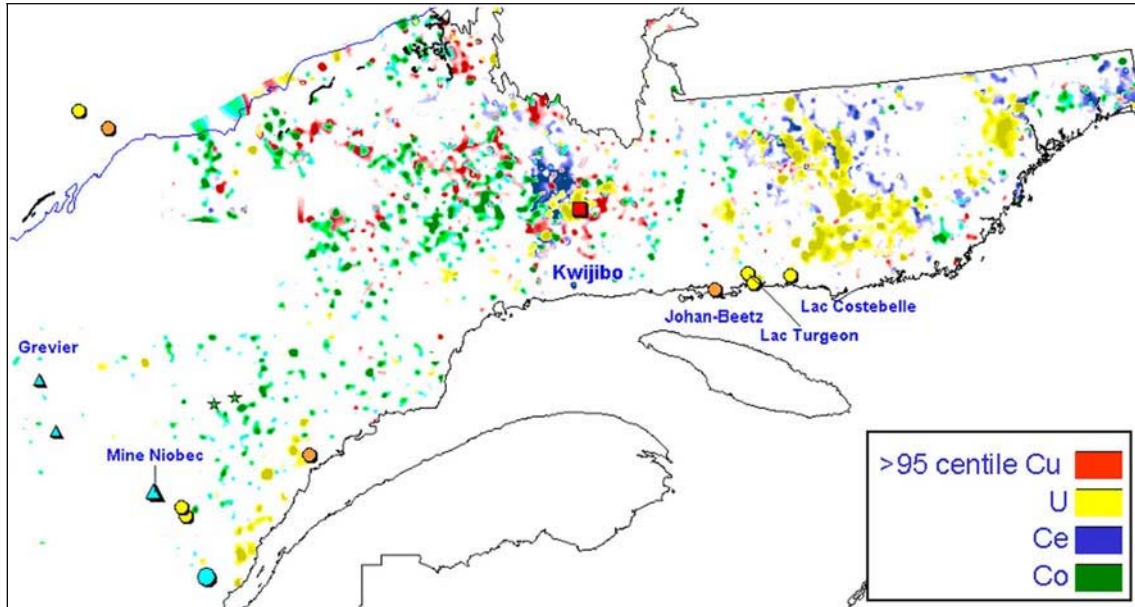 Kwijibo
Johan-Beetz
Lac Costebelle
Lac Turgeon
Grevier
Mine Niobec
>95 centile Cu
U
Ce
Co